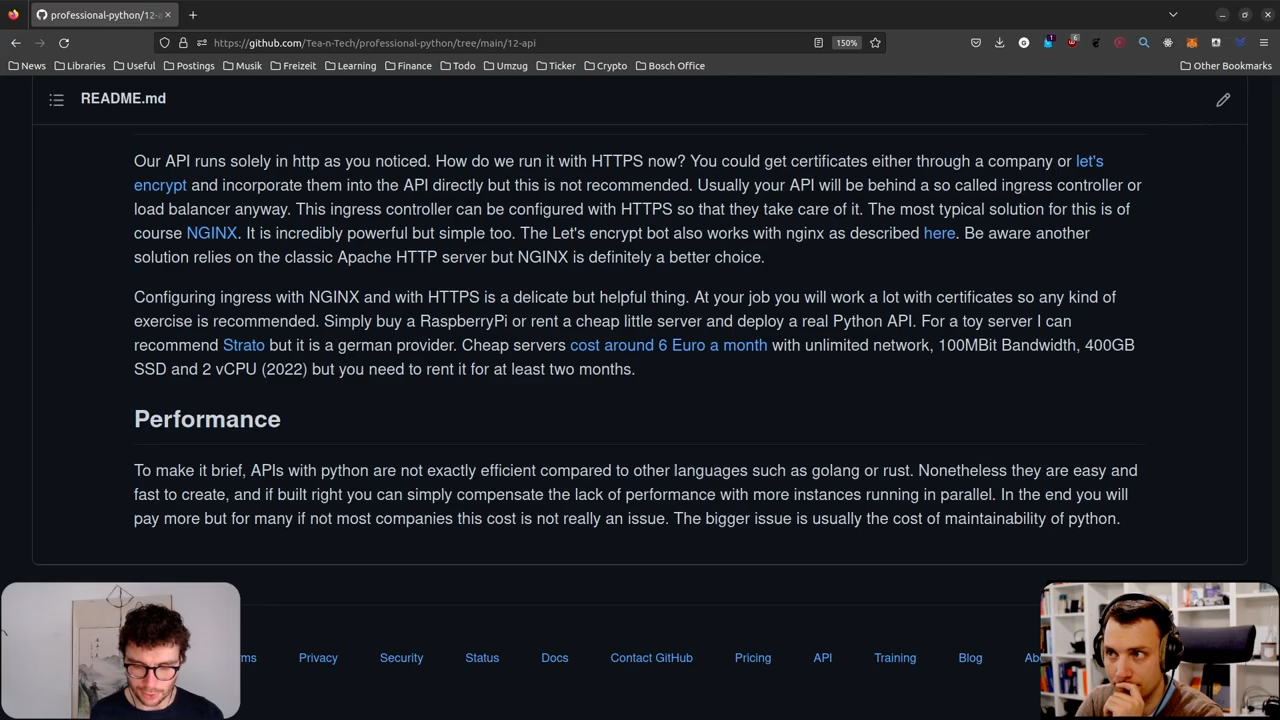 professional-python/12-a
https://github.com/Tea-n-Tech/professional-python/tree/main/12-api
150%
6
1
News Libraries Useful Postings Musik Freizeit Learning Finance Todo Umzug Ticker Crypto Bosch Office Other Bookmarks
README.md
Our API runs solely in http as you noticed. How do we run it with HTTPS now? You could get certificates either through a company or let's
encrypt and incorporate them into the API directly but this is not recommended. Usually your API will be behind a so called ingress controller or
load balancer anyway. This ingress controller can be configured with HTTPS so that they take care of it. The most typical solution for this is of
course NGINX. It is incredibly powerful but simple too. The Let's encrypt bot also works with nginx as described here. Be aware another
solution relies on the classic Apache HTTP server but NGINX is definitely a better choice.
Configuring ingress with NGINX and with HTTPS is a delicate but helpful thing. At your job you will work a lot with certificates so any kind of
exercise is recommended. Simply buy a RaspberryPi or rent a cheap little server and deploy a real Python API. For a toy server I can
recommend Strato but it is a german provider. Cheap servers cost around 6 Euro a month with unlimited network, 100MBit Bandwidth, 400GB
SSD and 2 vCPU (2022) but you need to rent it for at least two months.
Performance
To make it brief, APIs with python are not exactly efficient compared to other languages such as golang or rust. Nonetheless they are easy and
fast to create, and if built right you can simply compensate the lack of performance with more instances running in parallel. In the end you will
pay more but for many if not most companies this cost is not really an issue. The bigger issue is usually the cost of maintainability of python.
ms Privacy Security Status Docs Contact GitHub Pricing API Training Blog Ab